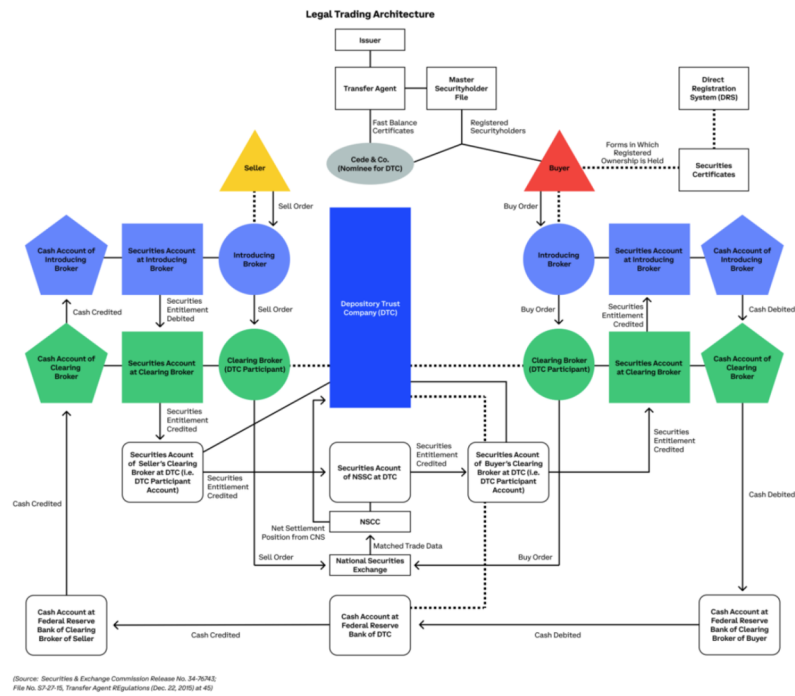 Legal Trading Architecture
Issuer
Transfer Agent
Master
Securityholder
File
Direct
Registration
System (DRS)
Fast Balance
Certificates
Registered
Securityholders
Seller
Cede & Co.
(Nominee for DTC)
Buyer
Forms in Which
Registered
Ownership is Held
Securities
Certificates
Sell Order
Buy Order
Cash Account of
Introducing
Broker
Securities Account
at Introducing
Broker
Introducing
Broker
Depository Trust
Company (DTC)
Introducing
Broker
Securities Account
at Introducing
Broker
Cash Account of
Introducing
Broker
Cash Credited
Securities
Entitlement
Debited
Sell Order
Buy Order
Securities
Entitlement
Credited
Cash Debited
Cash Account of
Clearing
Broker
Securities Account
at Clearing Broker
Clearing Broker
(DTC Participant)
Clearing Broker
(DTC Participant)
Securities Account
at Clearing Broker
Cash Account of
Clearing
Broker
Securities
Entitlement
Credited
Securities
Entitlement
Credited
Securities Account
of Seller's Clearing
Broker at DTC (i.e.
DTC Participant
Account)
Securities
Entitlement
Credited
Securities Acount
of NSSC at DTC
Securities
Entitlement
Credited
Securities Acount
of Buyer's Clearing
Broker at DTC (i.e.
DTC Participant
Account)
Cash Credited
Cash Debited
Net Settlement
Position from CNS
NSCC
Matched Trade Data
Sell Order
National Securities
Exchange
Buy Order
Cash Account at
Federal Reserve
Bank of Clearing
Broker of Seller
Cash Credited
Cash Account at
Federal Reserve
Bank of DTC
Cash Debited
Cash Account at
Federal Reserve
Bank of Clearing
Broker of Buyer
(Source: Securities & Exchange Commission Release No. 34-76743;
File No. S7-27-15, Transfer Agent REgulations (Dec. 22, 2015) at 45)